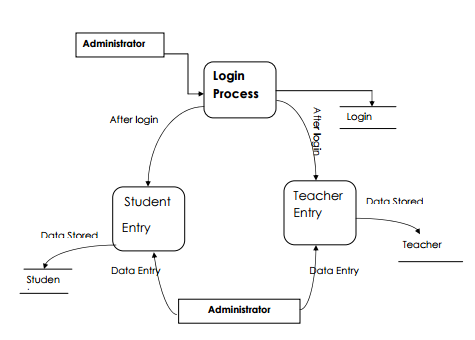 Administrator
Login
Process
After login
After login
Login
Student
Entry
Teacher
Entry
Data Stored
Data Stored
Teacher
Studen
Data Entry
Data Entry
Administrator